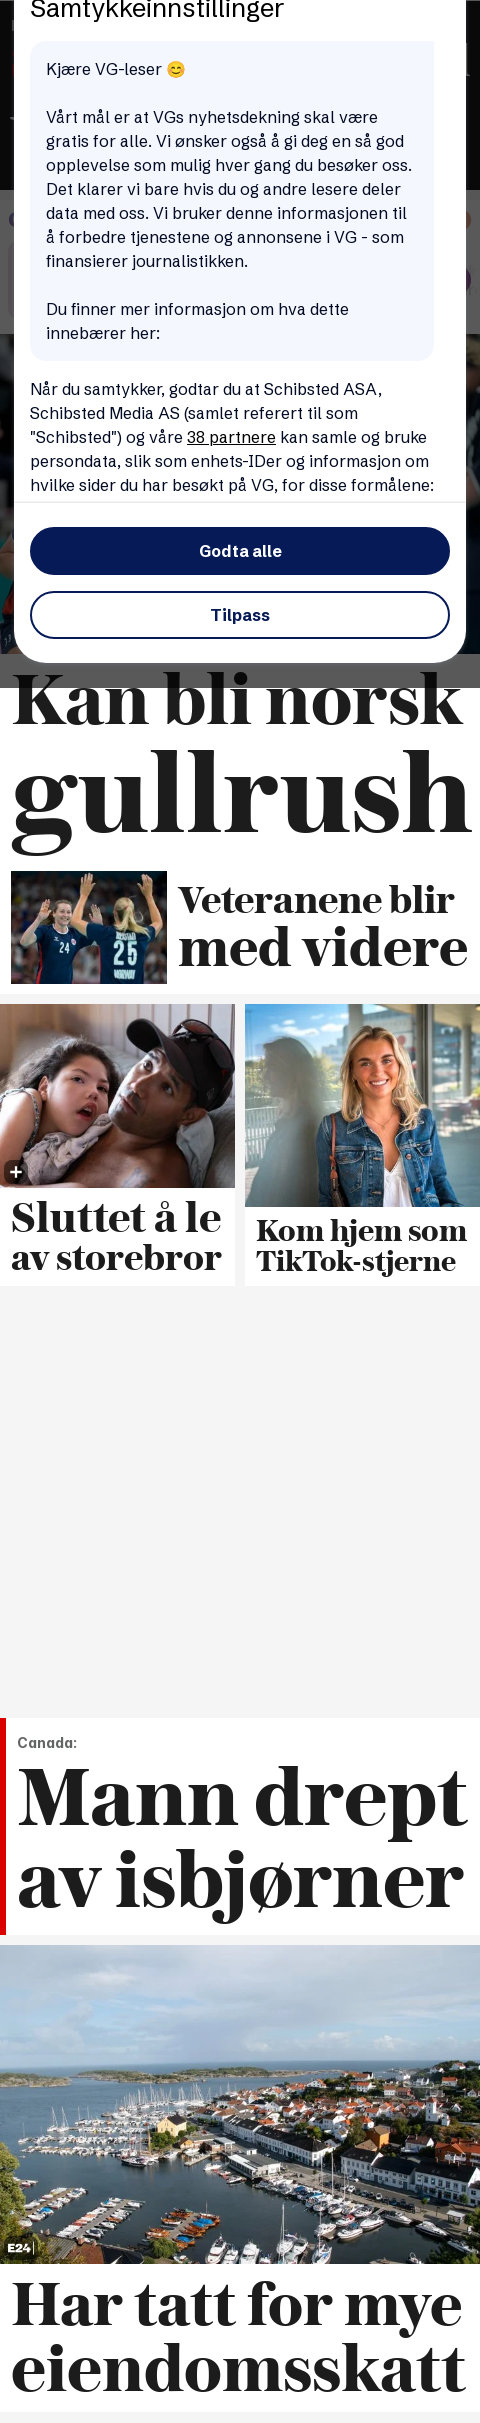 Samtykkeinnstillinger
Kjære VG-leser 😊
Vårt mål er at VGs nyhetsdekning skal være
gratis for alle. Vi ønsker også å gi deg en så god
opplevelse som mulig hver gang du besøker oss.
Det klarer vi bare hvis du og andre lesere deler
data med oss. Vi bruker denne informasjonen til
å forbedre tjenestene og annonsene i VG - som
finansierer journalistikken.
Du finner mer informasjon om hva dette
innebærer her:
Når du samtykker, godtar du at Schibsted ASA,
Schibsted Media AS (samlet referert til som
"Schibsted") og våre 38 partnere kan samle og bruke
persondata, slik som enhets-IDer og informasjon om
hvilke sider du har besøkt på VG, for disse formålene:
Godta alle
Tilpass
Kan bli norsk
gullrush
24
25
NORWAY
Veteranene blir
med videre
Sluttet å le
av storebror
Kom hjem som
TikTok-stjerne
Canada:
Mann drept
av isbjørner
E24
Har tatt for mye
eiendomsskatt